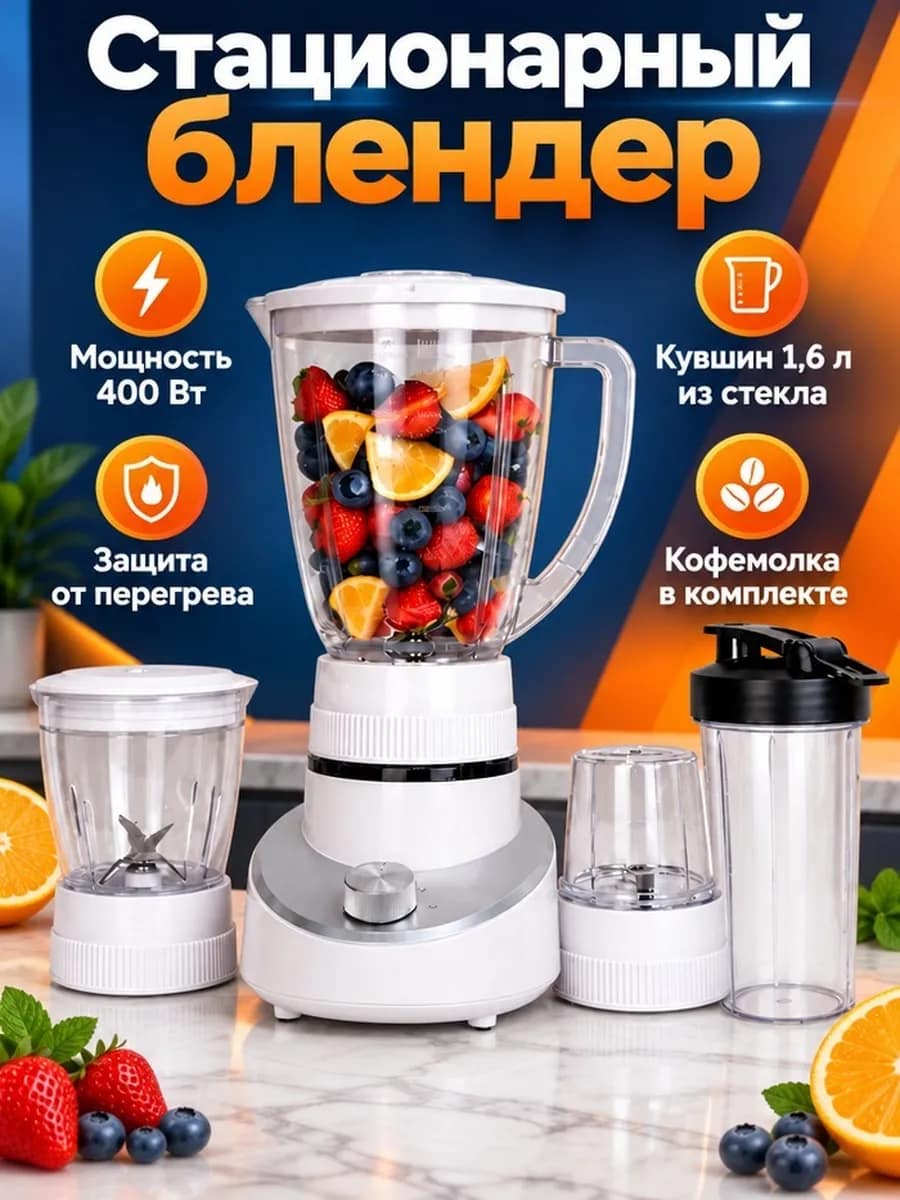 Стационарный
блендер
Мощность
400 Вт
Кувшин 1,6 л
из стекла
Защита
от перегрева
Кофемолка
в комплекте